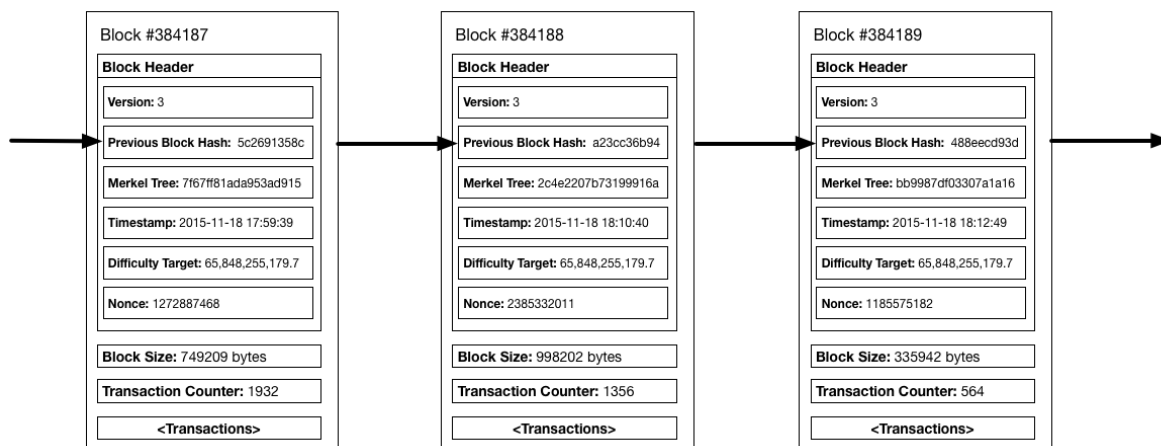 Block #384187
Block Header
Version: 3
Previous Block Hash: 5c2691358c
Merkel Tree: 7f67ff81ada953ad915
Timestamp: 2015-11-18 17:59:39
Difficulty Target: 65,848,255,179.7
Nonce: 1272887468
Block Size: 749209 bytes
Transaction Counter: 1932
<Transactions>
Block #384188
Block Header
Version: 3
Previous Block Hash: a23cc36b94
Merkel Tree: 2c4e2207b73199916a
Timestamp: 2015-11-18 18:10:40
Difficulty Target: 65,848,255,179.7
Nonce: 2385332011
Block Size: 998202 bytes
Transaction Counter: 1356
<Transactions>
Block #384189
Block Header
Version: 3
Previous Block Hash: 488eecd93d
Merkel Tree: bb9987df03307a1a16
Timestamp: 2015-11-18 18:12:49
Difficulty Target: 65,848,255,179.7
Nonce: 1185575182
Block Size: 335942 bytes
Transaction Counter: 564
<Transactions>